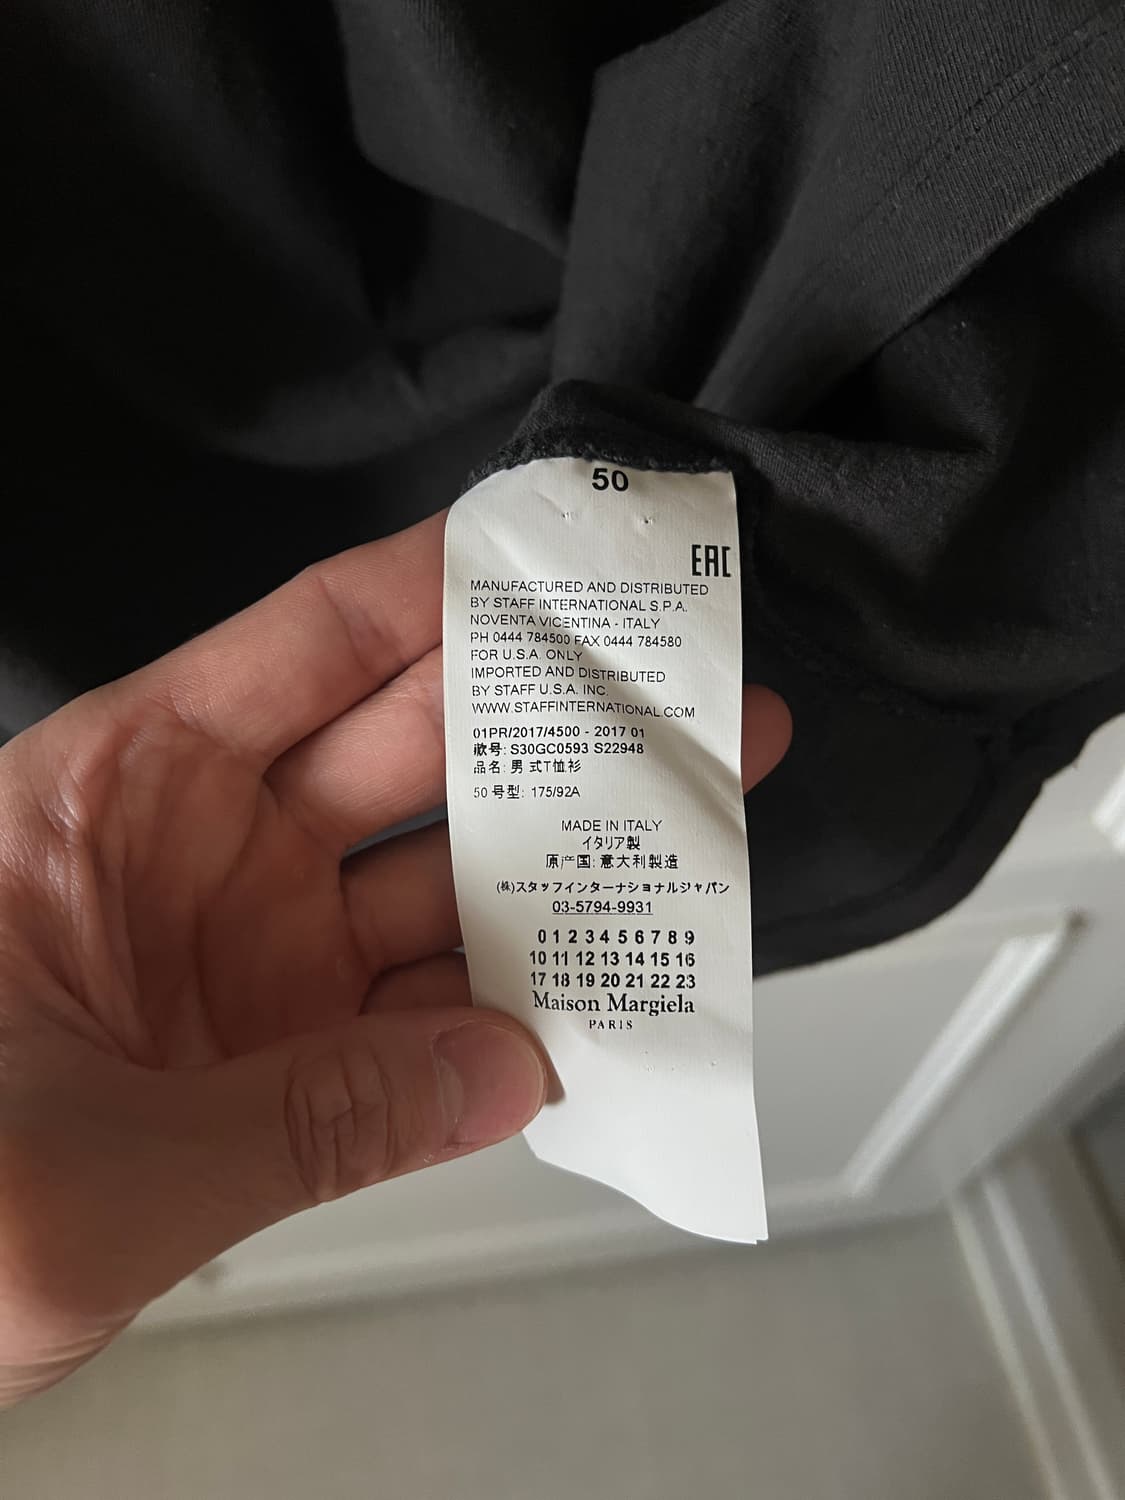 50
EAC
MANUFACTURED AND DISTRIBUTED
BY STAFF INTERNATIONAL S.P.A.
NOVENTA VICENTINA - ITALY
PH 0444 784500 FAX 0444 784580
FOR U.S.A. ONLY
IMPORTED AND DISTRIBUTED
BY STAFF U.S.A. INC.
WWW.STAFFINTERNATIONAL.COM
01PR/2017/4500 - 2017 01
款号: S30GC0593 S22948
品名: 男 式T恤衫
50 号型: 175/92A
MADE IN ITALY
イタリア製
原产国: 意大利製造
(株)スタッフインターナショナルジャパン
03-5794-9931
0 1 2 3 4 5 6 7 8 9
10 11 12 13 14 15 16
17 18 19 20 21 22 23
Maison Margiela
PARIS